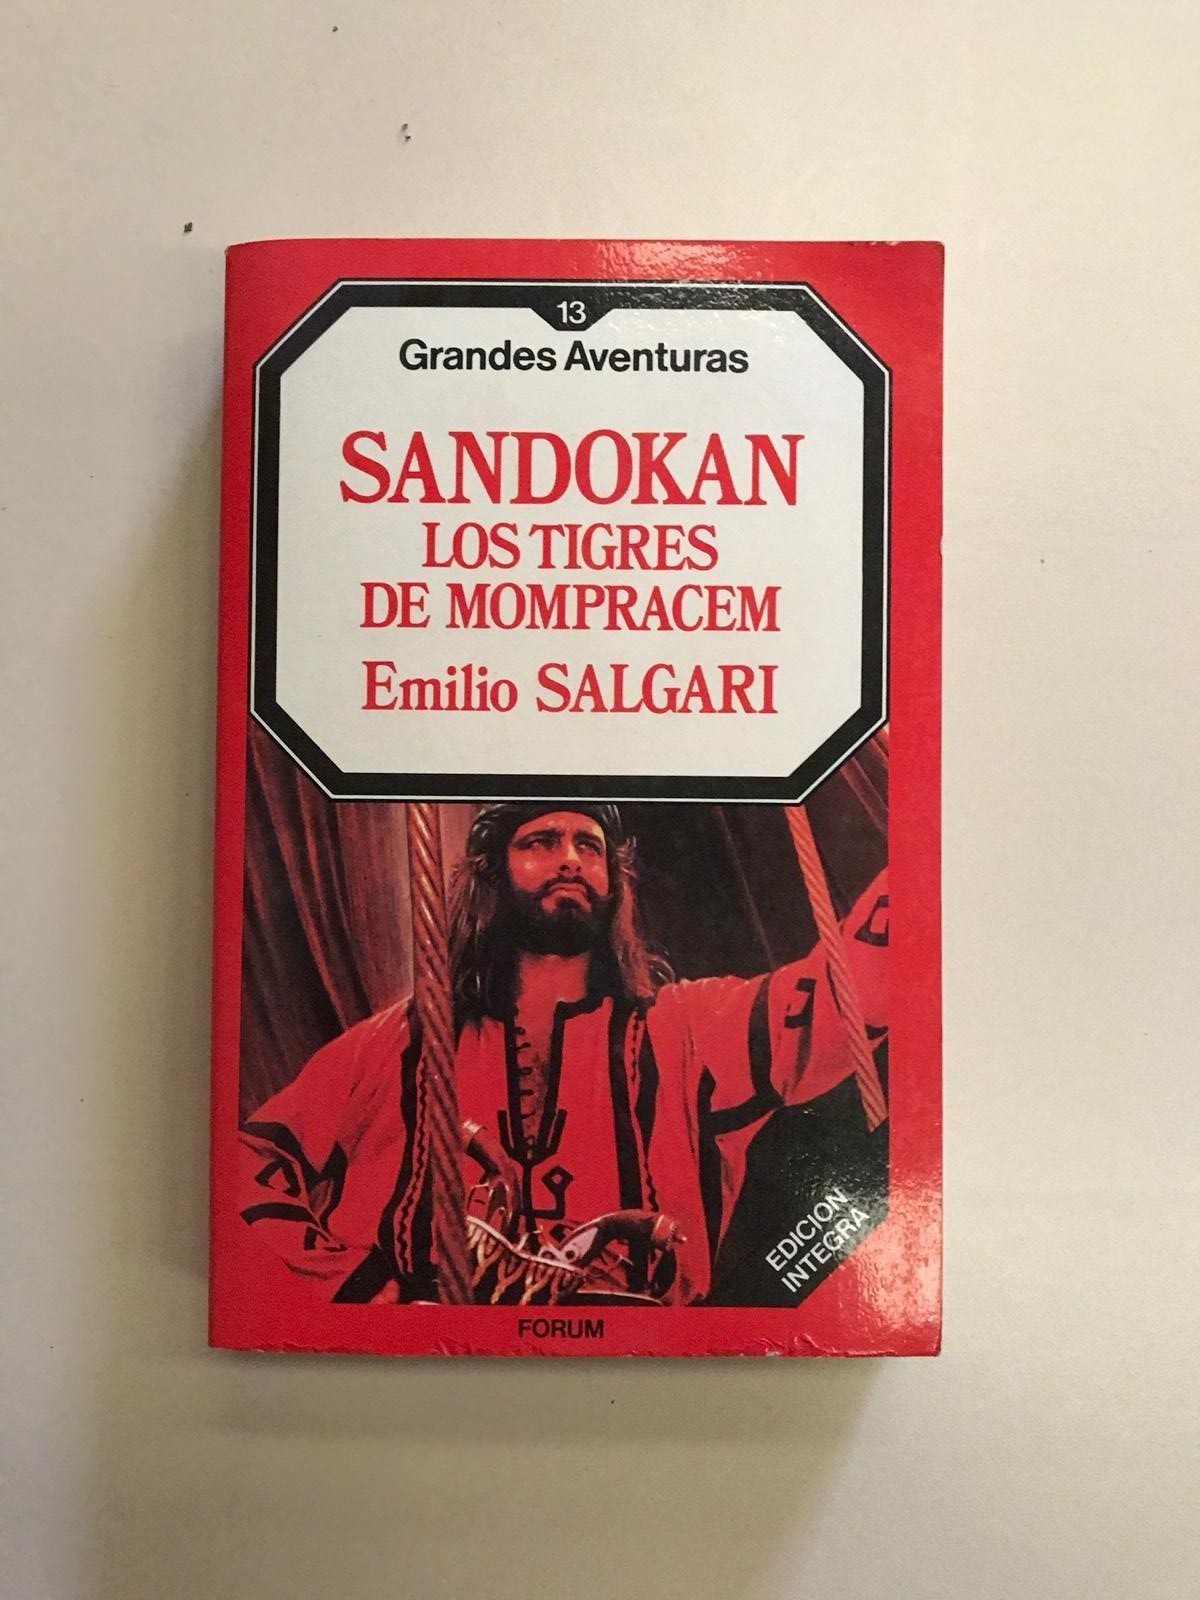 13
Grandes Aventuras
SANDOKAN
LOS TIGRES
DE MOMPRACEM
Emilio SALGARI
EDICION
INTEGRA
FORUM